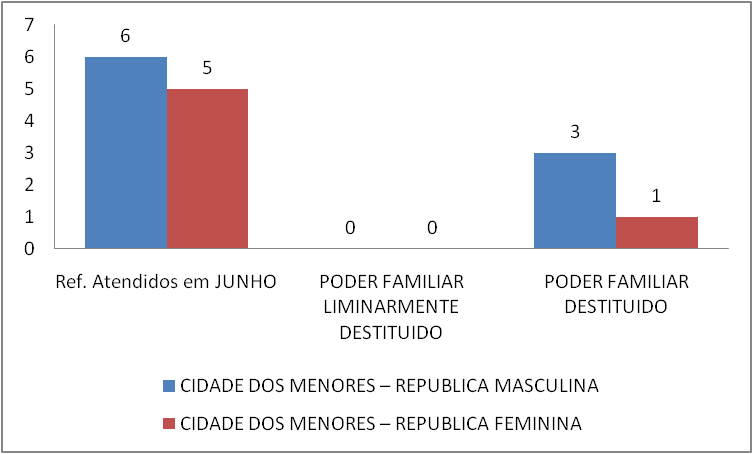 7
6
5
4
3
2
1
0
6
5
0
0
3
1
Ref. Atendidos em JUNHO
PODER FAMILIAR
LIMINARMENTE
DESTITUIDO
PODER FAMILIAR
DESTITUIDO
CIDADE DOS MENORES – REPUBLICA MASCULINA
CIDADE DOS MENORES – REPUBLICA FEMININA